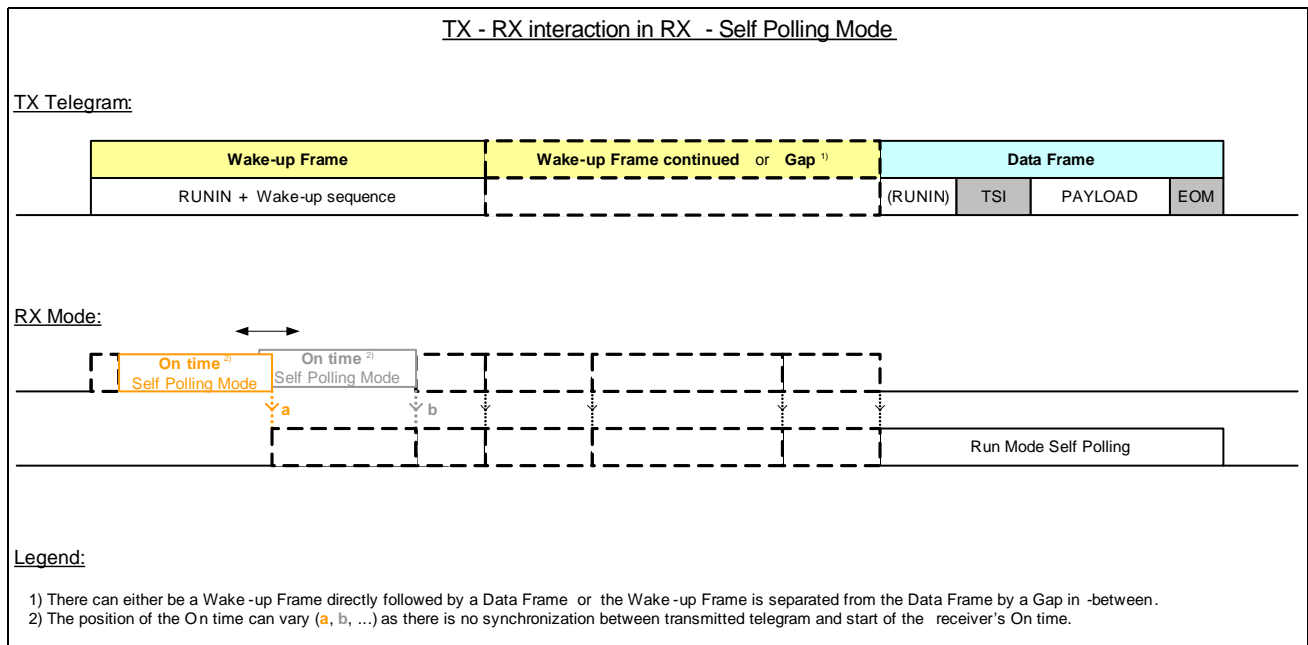 TX - RX interaction in RX - Self Polling Mode
TX Telegram:
Wake-up Frame
Wake-up Frame continued or Gap 1)
Data Frame
RUNIN + Wake-up sequence
(RUNIN)
TSI
PAYLOAD
EOM
RX Mode:
On time 2)
Self Polling Mode
On time 2)
Self Polling Mode
a
b
Run Mode Self Polling
Legend:
1) There can either be a Wake-up Frame directly followed by a Data Frame or the Wake-up Frame is separated from the Data Frame by a Gap in-between.
2) The position of the On time can vary (a, b, ...) as there is no synchronization between transmitted telegram and start of the receiver's On time.